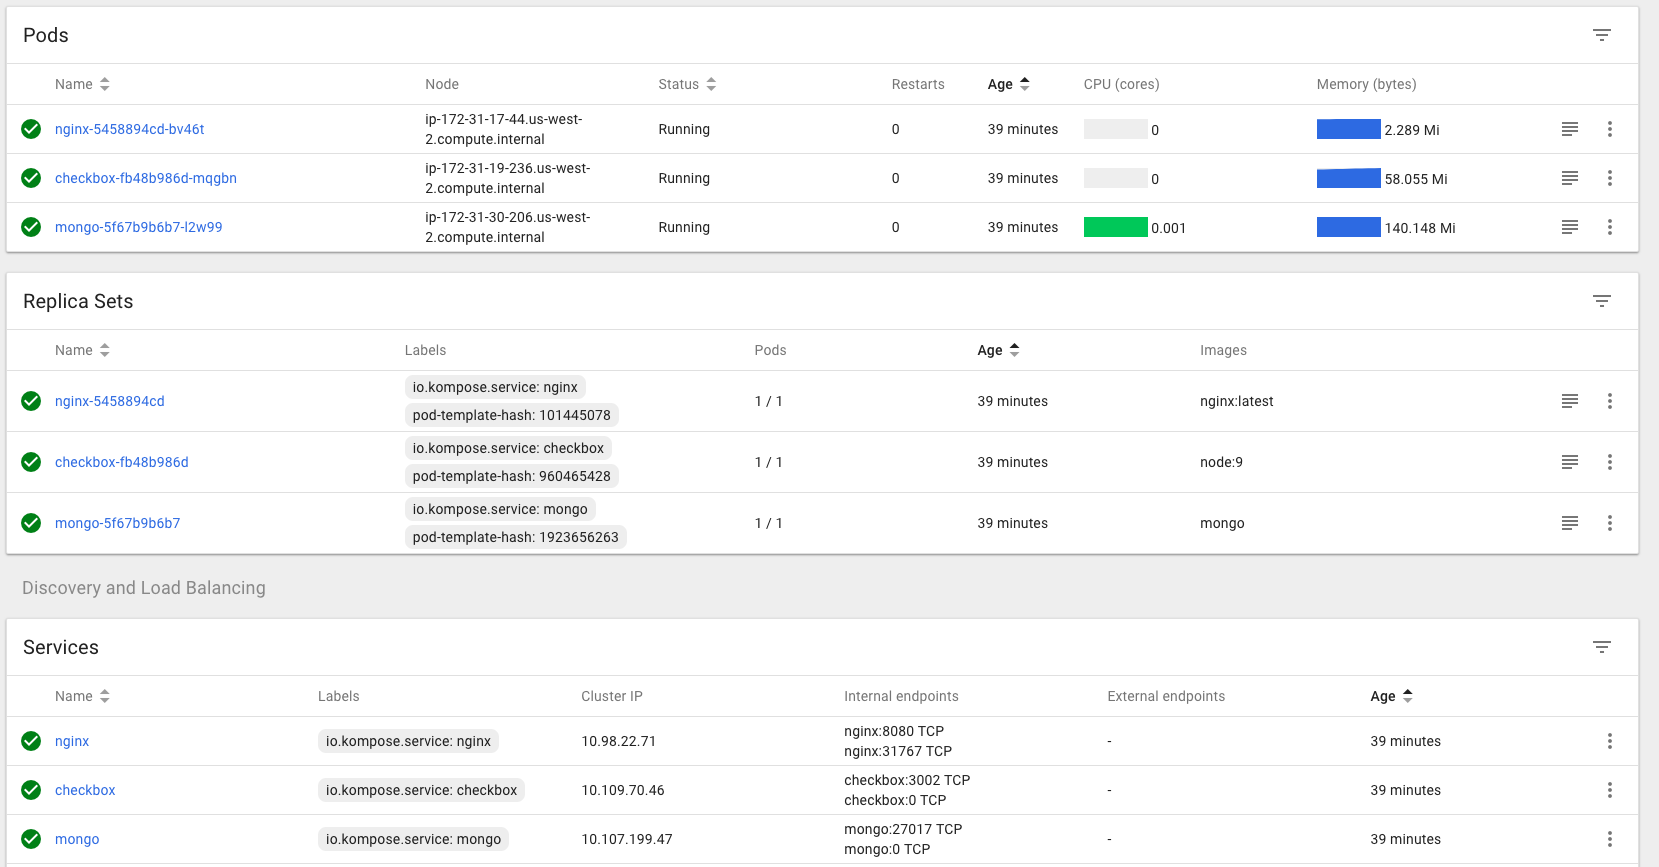 Pods
Name Node Status Restarts Age CPU (cores) Memory (bytes)
nginx-5458894cd-bv46t ip-172-31-17-44.us-west- Running 0 39 minutes 0 2.289 Mi
2.compute.internal
checkbox-fb48b986d-mqgbn ip-172-31-19-236.us-west- Running 0 39 minutes 0 58.055 Mi
2.compute.internal
mongo-5f67b9b6b7-l2w99 ip-172-31-30-206.us-west- Running 0 39 minutes 0.001 140.148 Mi
2.compute.internal
Replica Sets
Name Labels Pods Age Images
nginx-5458894cd io.kompose.service: nginx 1 / 1 39 minutes nginx:latest
pod-template-hash: 101445078
checkbox-fb48b986d io.kompose.service: checkbox 1 / 1 39 minutes node:9
pod-template-hash: 960465428
mongo-5f67b9b6b7 io.kompose.service: mongo 1 / 1 39 minutes mongo
pod-template-hash: 1923656263
Discovery and Load Balancing
Services
Name Labels Cluster IP Internal endpoints External endpoints Age
nginx io.kompose.service: nginx 10.98.22.71 nginx:8080 TCP - 39 minutes
nginx:31767 TCP
checkbox io.kompose.service: checkbox 10.109.70.46 checkbox:3002 TCP - 39 minutes
checkbox:0 TCP
mongo io.kompose.service: mongo 10.107.199.47 mongo:27017 TCP - 39 minutes
mongo:0 TCP